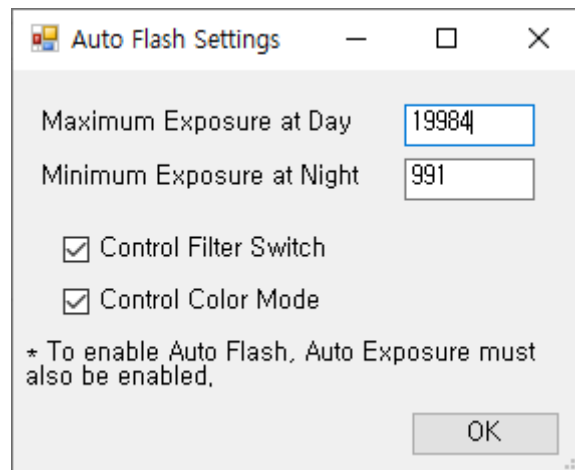 Auto Flash Settings
Maximum Exposure at Day 19984
Minimum Exposure at Night 991
Control Filter Switch
Control Color Mode
* To enable Auto Flash, Auto Exposure must
also be enabled,
OK